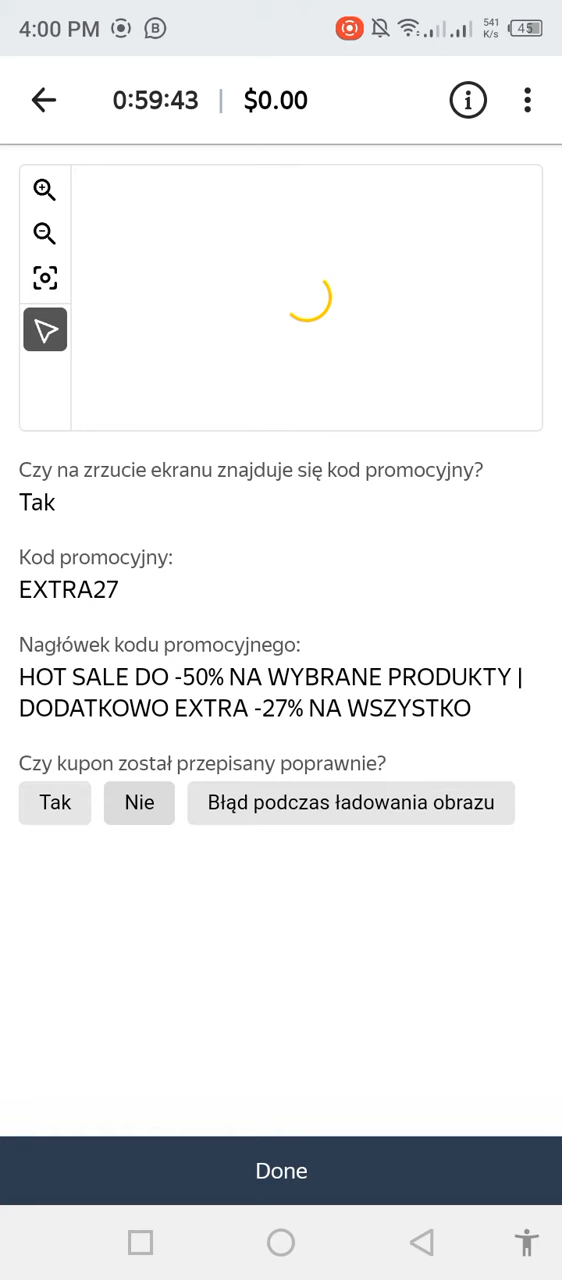 4:00 PM
541 K/s
45
0:59:43 | $0.00
Czy na zrzucie ekranu znajduje się kod promocyjny?
Tak
Kod promocyjny:
EXTRA27
Nagłówek kodu promocyjnego:
HOT SALE DO -50% NA WYBRANE PRODUKTY |
DODATKOWO EXTRA -27% NA WSZYSTKO
Czy kupon został przepisany poprawnie?
Tak Nie Błąd podczas ładowania obrazu
Done